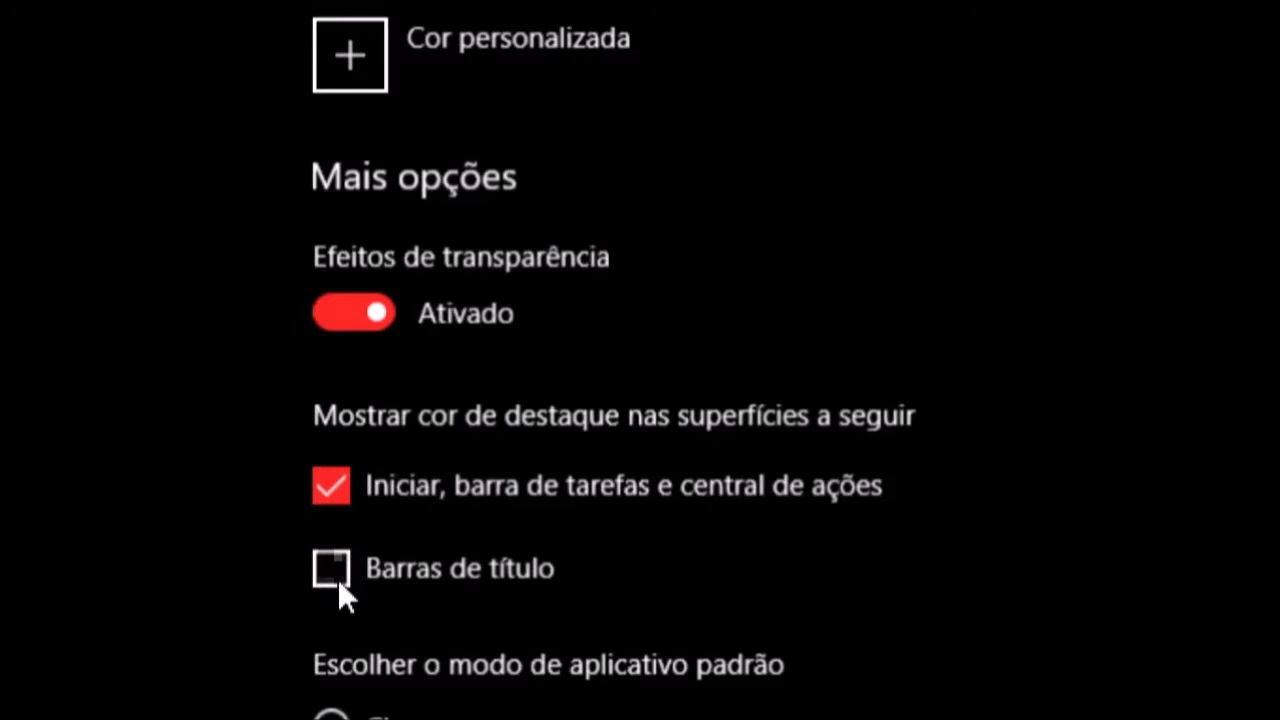 Cor personalizada
Mais opções
Efeitos de transparência
Ativado
Mostrar cor de destaque nas superfícies a seguir
Iniciar, barra de tarefas e central de ações
Barras de título
Escolher o modo de aplicativo padrão